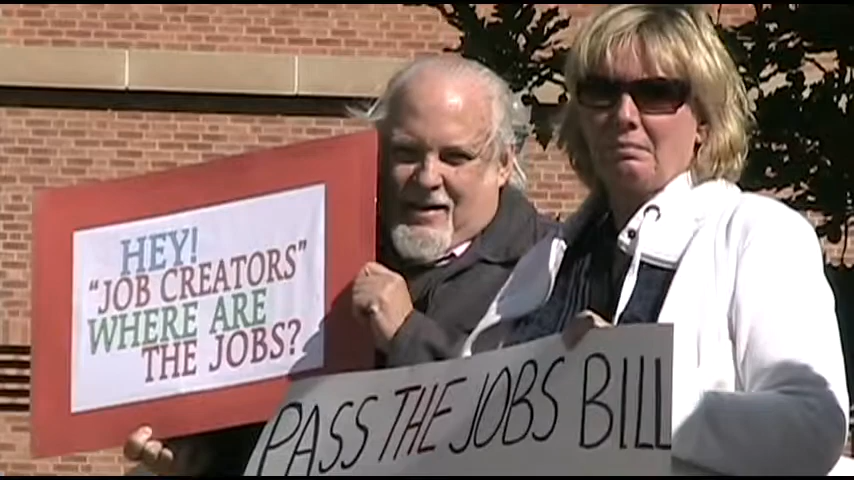 HEY!
"JOB CREATORS"
WHERE ARE
THE JOBS?
PASS THE JOBS BILL